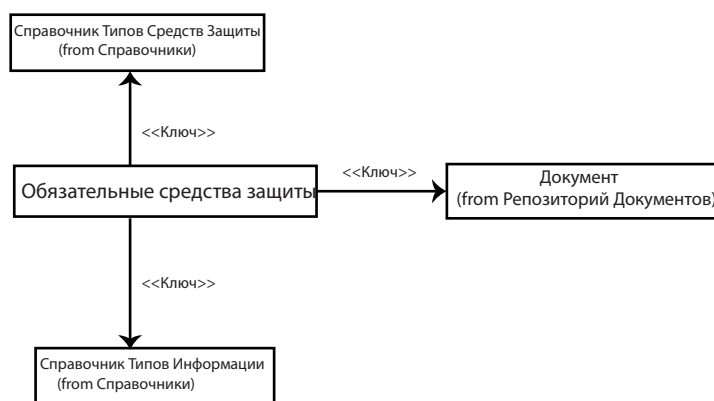 Справочник Типов Средств Защиты
(from Справочники)
<<Ключ>>
<<Ключ>>
Обязательные средства защиты
Документ
(from Репозиторий Документов)
<<Ключ>>
Справочник Типов Информации
(from Справочники)